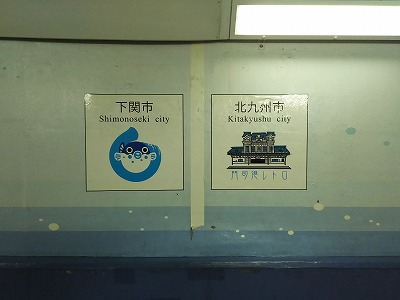 下関市
Shimonoseki city
北九州市
Kitakyushu city
門司港レトロ